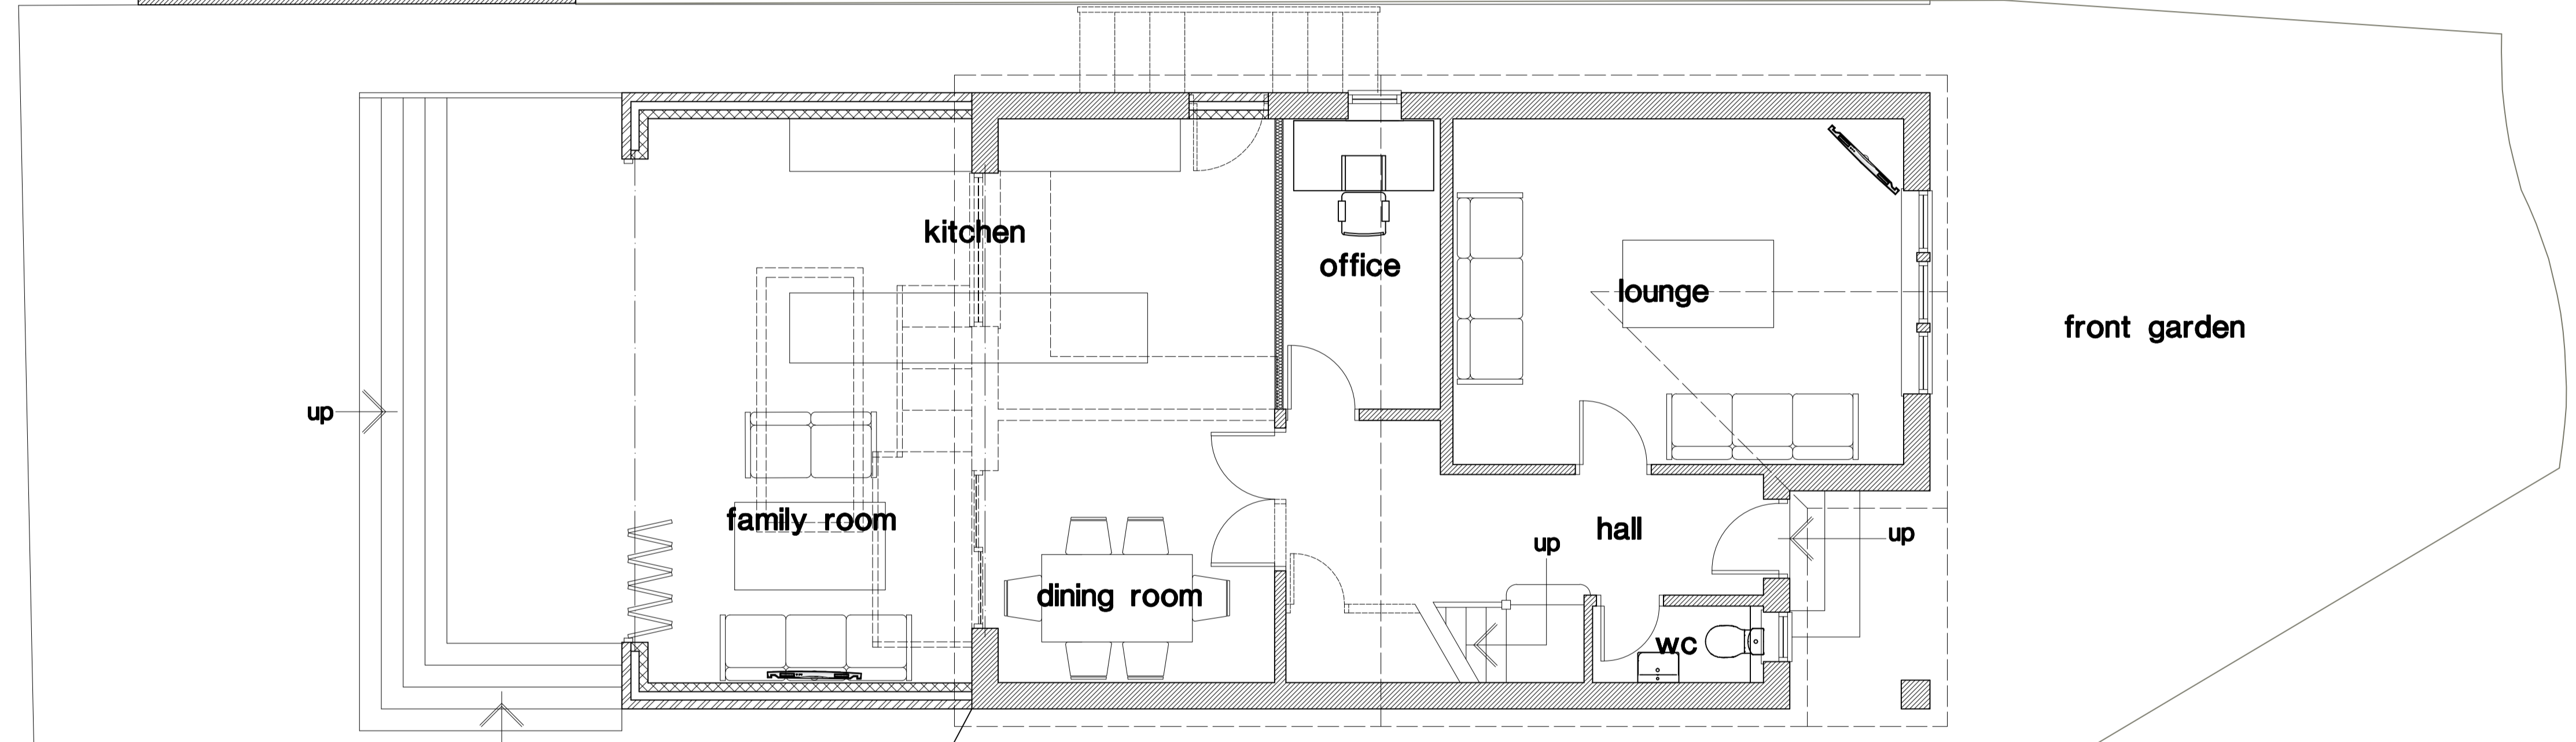 kitchen
office
lounge
front garden
up
family room
hall
up
up
dining room
wc